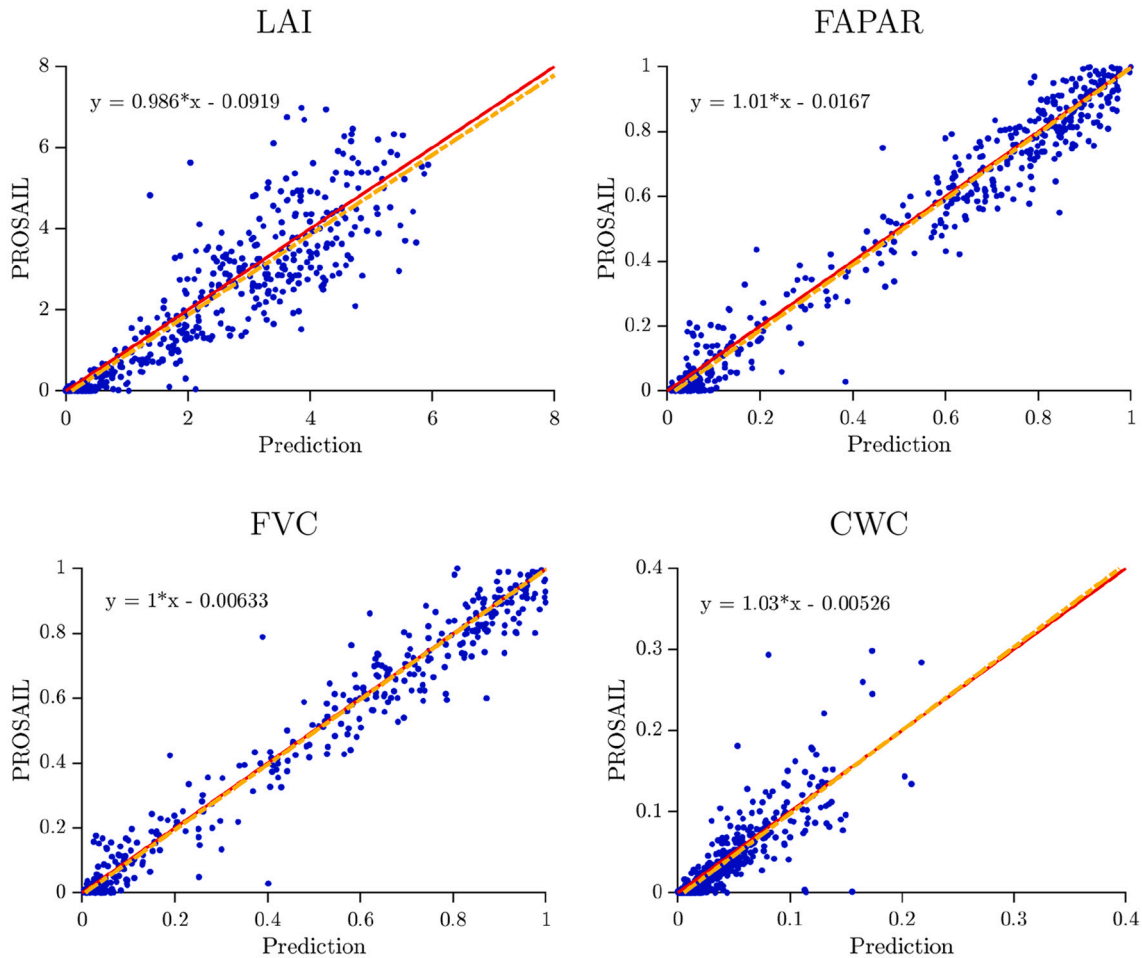 LAI
FAPAR
y = 0.986*x - 0.0919
y = 1.01*x - 0.0167
PROSAIL
8
6
4
2
0
0 2 4 6 8
Prediction
PROSAIL
1
0.8
0.6
0.4
0.2
0
0 0.2 0.4 0.6 0.8 1
Prediction
FVC
CWC
y = 1*x - 0.00633
y = 1.03*x - 0.00526
PROSAIL
1
0.8
0.6
0.4
0.2
0
0 0.2 0.4 0.6 0.8 1
Prediction
PROSAIL
0.4
0.3
0.2
0.1
0
0 0.1 0.2 0.3 0.4
Prediction